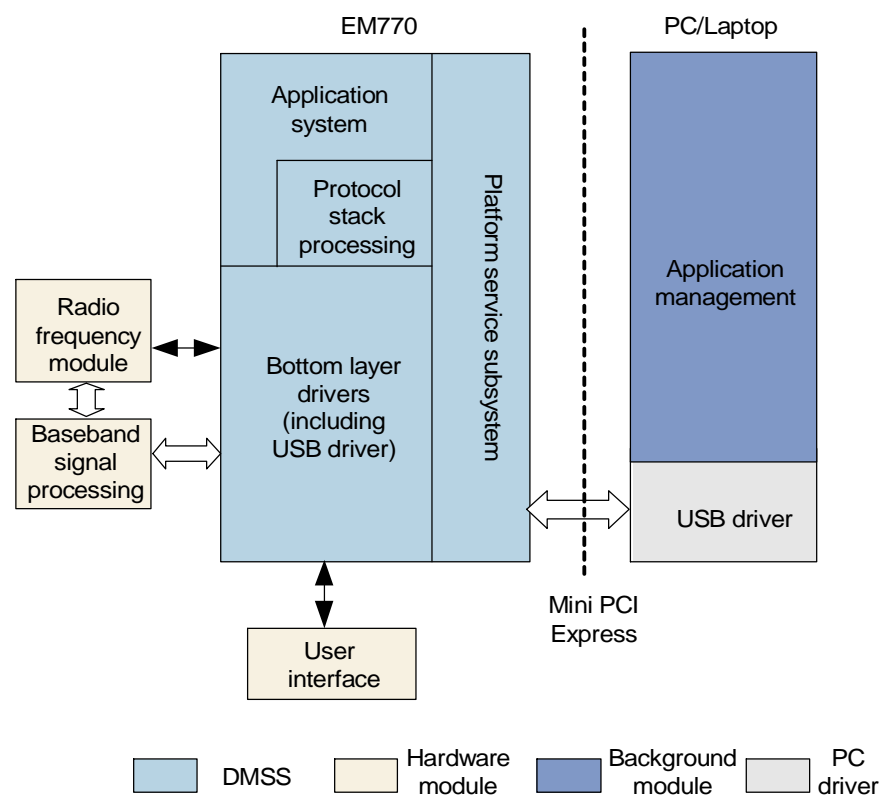 EM770
PC/Laptop
Application
system
Protocol
stack
processing
Platform service subsystem
Application
management
Radio
frequency
module
Bottom layer
drivers
(including
USB driver)
Baseband
signal
processing
USB driver
Mini PCI
Express
User
interface
DMSS
Hardware
module
Background
module
PC
driver